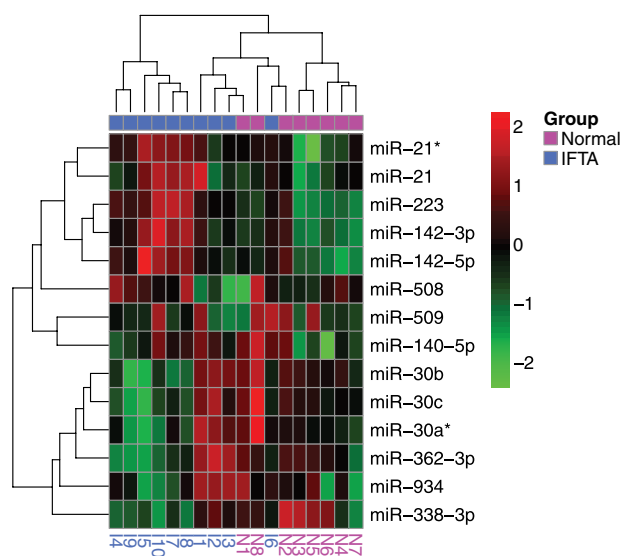 miR-21*
miR-21
miR-223
miR-142-3p
miR-142-5p
miR-508
miR-509
miR-140-5p
miR-30b
miR-30c
miR-30a*
miR-362-3p
miR-934
miR-338-3p
I4 I9 I5 I10 I7 I8 I1 I2 I3 N1 N8 I6 N2 N3 N5 N6 N4 N7
2
1
0
-1
-2
Group
Normal
IFTA